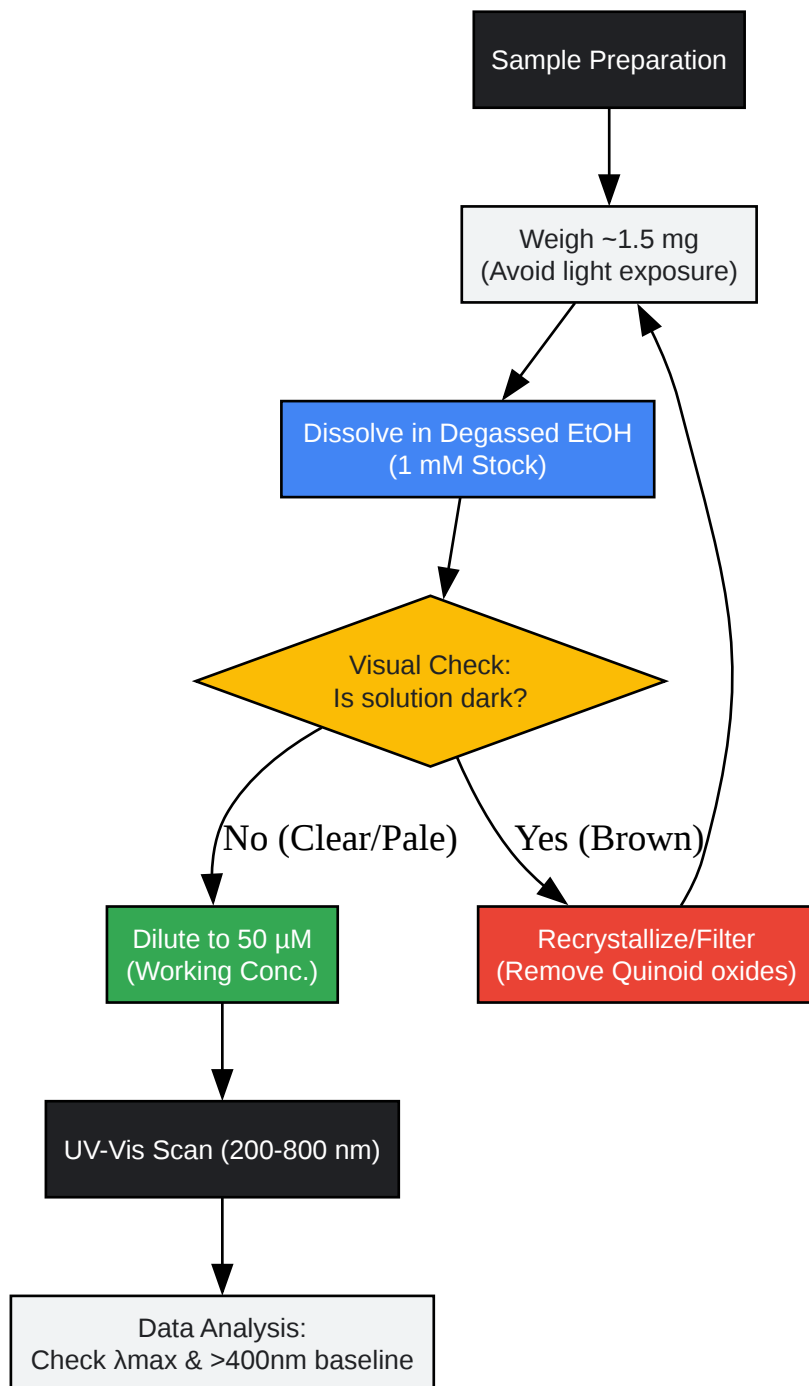 Sample Preparation
Weigh ~1.5 mg
(Avoid light exposure)
Dissolve in Degassed EtOH
(1 mM Stock)
Visual Check:
Is solution dark?
No (Clear/Pale)
Yes (Brown)
Dilute to 50 µM
(Working Conc.)
Recrystallize/Filter
(Remove Quinoid oxides)
UV-Vis Scan (200-800 nm)
Data Analysis:
Check λmax & >400nm baseline